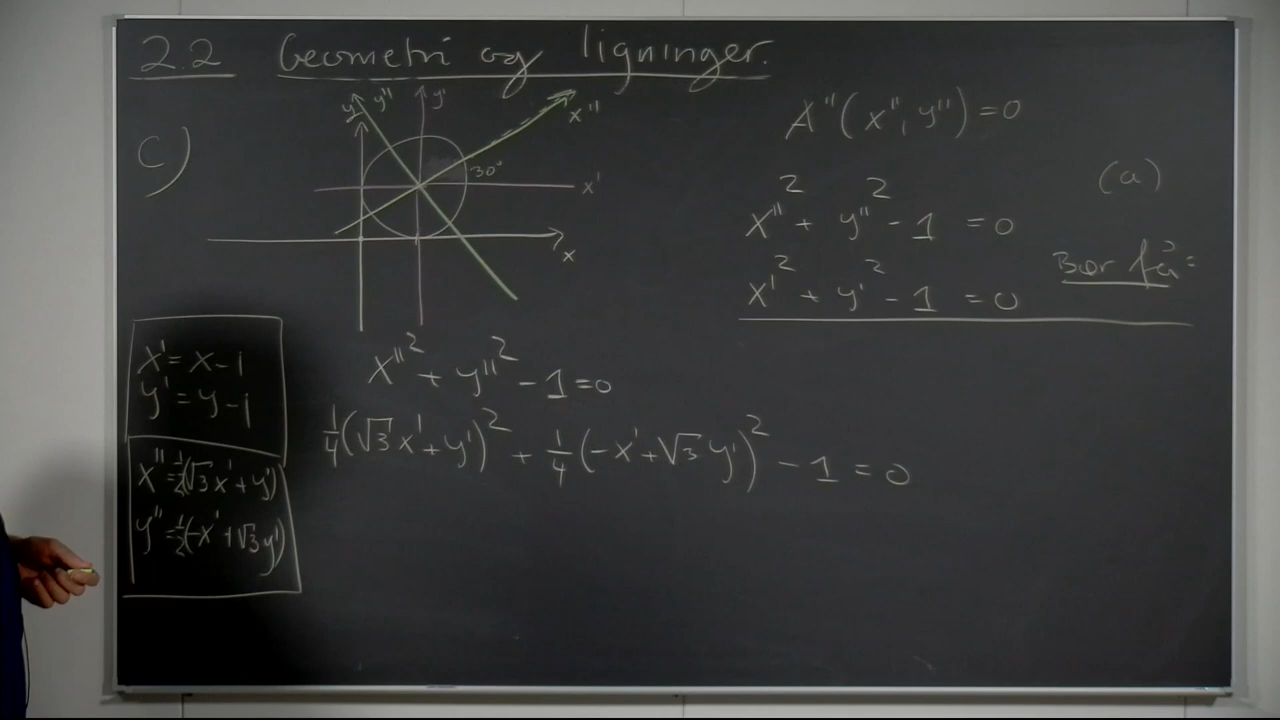 2.2 Geometri og ligninger.
c)
y y'' y' x''
30°
x'
x
A''(x'', y'') = 0
(a)
x''² + y''² - 1 = 0
Bør få:
x'² + y'² - 1 = 0
x' = x - 1
y' = y - 1
x'' = ½(√3 x' + y')
y'' = ½(-x' + √3 y')
x''² + y''² - 1 = 0
¼(√3 x' + y')² + ¼(-x' + √3 y')² - 1 = 0